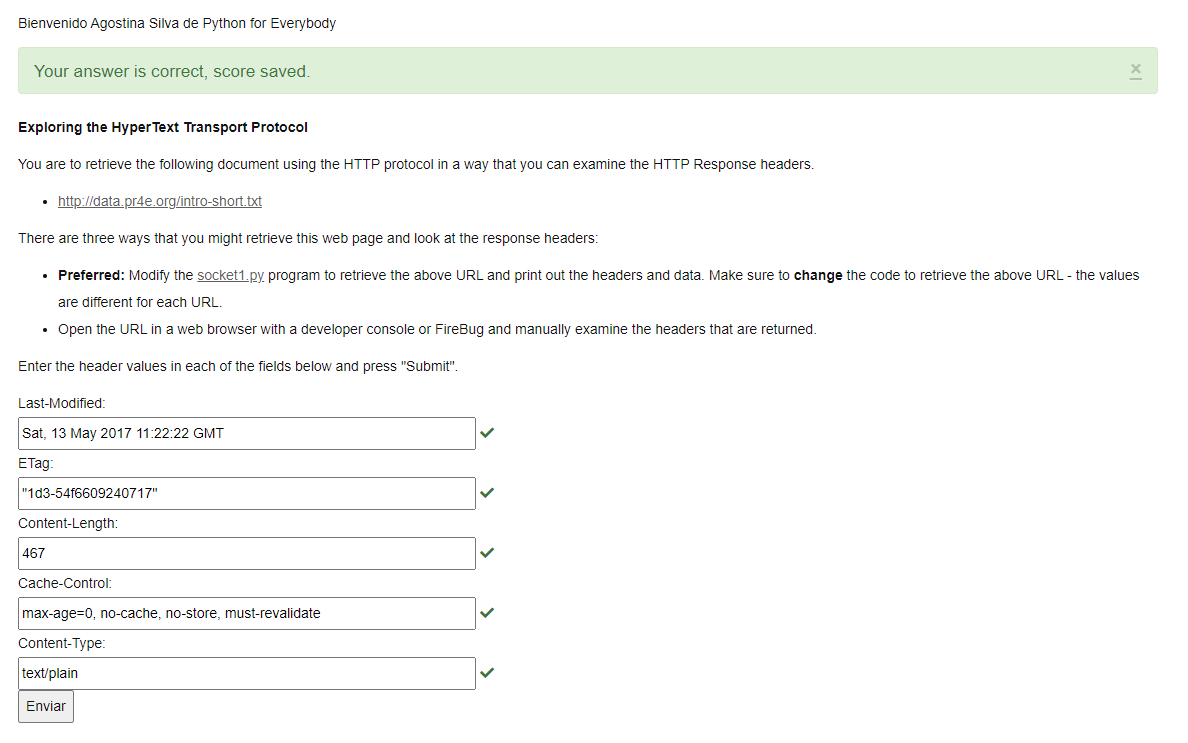 Bienvenido Agostina Silva de Python for Everybody
Your answer is correct, score saved.
×
Exploring the HyperText Transport Protocol
You are to retrieve the following document using the HTTP protocol in a way that you can examine the HTTP Response headers.
• http://data.pr4e.org/intro-short.txt
There are three ways that you might retrieve this web page and look at the response headers:
• Preferred: Modify the socket1.py program to retrieve the above URL and print out the headers and data. Make sure to change the code to retrieve the above URL - the values
are different for each URL.
• Open the URL in a web browser with a developer console or FireBug and manually examine the headers that are returned.
Enter the header values in each of the fields below and press "Submit".
Last-Modified:
Sat, 13 May 2017 11:22:22 GMT
ETag:
"1d3-54f6609240717"
Content-Length:
467
Cache-Control:
max-age=0, no-cache, no-store, must-revalidate
Content-Type:
text/plain
Enviar